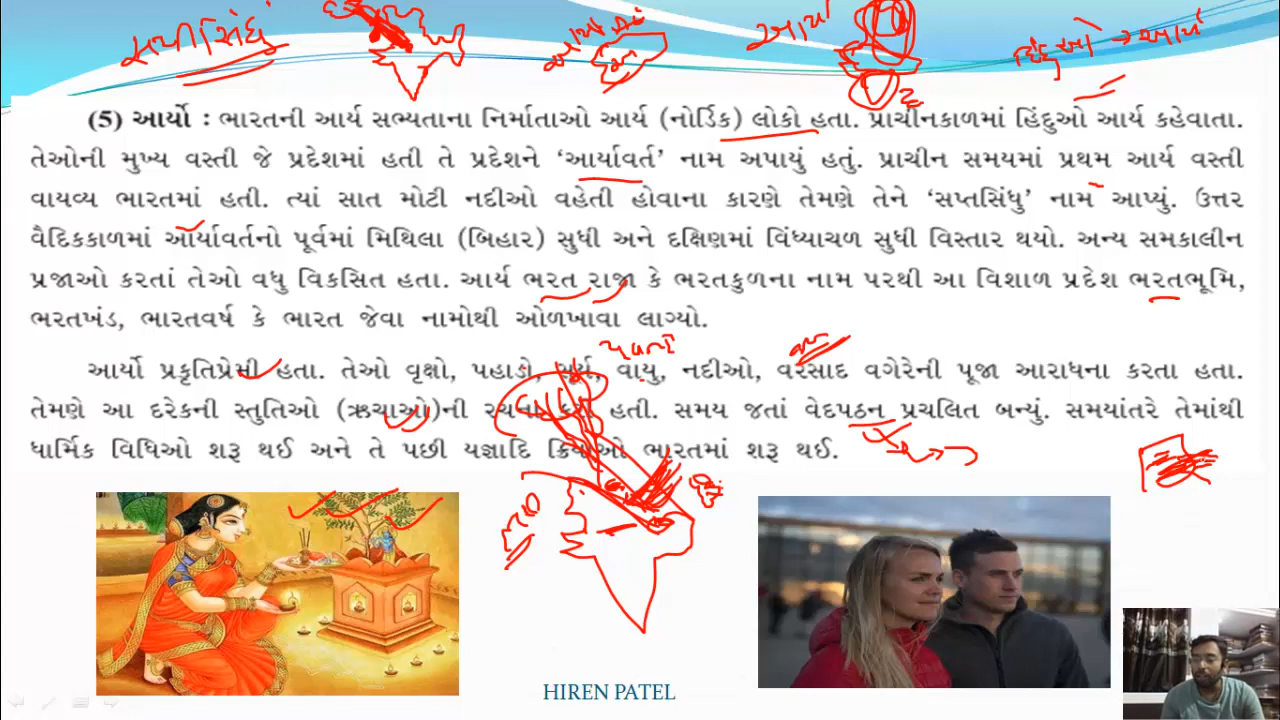 સપ્તસિંધુ
આર્યો
હિંદુઓ → આર્ય
(5) આર્યો : ભારતની આર્ય સભ્યતાના નિર્માતાઓ આર્ય (નોર્ડિક) લોકો હતા. પ્રાચીનકાળમાં હિંદુઓ આર્ય કહેવાતા.
તેઓની મુખ્ય વસ્તી જે પ્રદેશમાં હતી તે પ્રદેશને ‘આર્યાવર્ત’ નામ અપાયું હતું. પ્રાચીન સમયમાં પ્રથમ આર્ય વસ્તી
વાયવ્ય ભારતમાં હતી. ત્યાં સાત મોટી નદીઓ વહેતી હોવાના કારણે તેમણે તેને ‘સપ્તસિંધુ’ નામ આપ્યું. ઉત્તર
વૈદિકકાળમાં આર્યાવર્તનો પૂર્વમાં મિથિલા (બિહાર) સુધી અને દક્ષિણમાં વિંધ્યાચળ સુધી વિસ્તાર થયો. અન્ય સમકાલીન
પ્રજાઓ કરતાં તેઓ વધુ વિકસિત હતા. આર્ય ભરત રાજા કે ભરતકુળના નામ પરથી આ વિશાળ પ્રદેશ ભરતભૂમિ,
ભરતખંડ, ભારતવર્ષ કે ભારત જેવા નામોથી ઓળખાવા લાગ્યો.
આર્યો પ્રકૃતિપ્રેમી હતા. તેઓ વૃક્ષો, પહાડો, સૂર્ય, વાયુ, નદીઓ, વરસાદ વગેરેની પૂજા આરાધના કરતા હતા.
તેમણે આ દરેકની સ્તુતિઓ (ઋચાઓ)ની રચના કરી હતી. સમય જતાં વેદપઠન પ્રચલિત બન્યું. સમયાંતરે તેમાંથી
ધાર્મિક વિધિઓ શરૂ થઈ અને તે પછી યજ્ઞાદિ ક્રિયાઓ ભારતમાં શરૂ થઈ.
HIREN PATEL